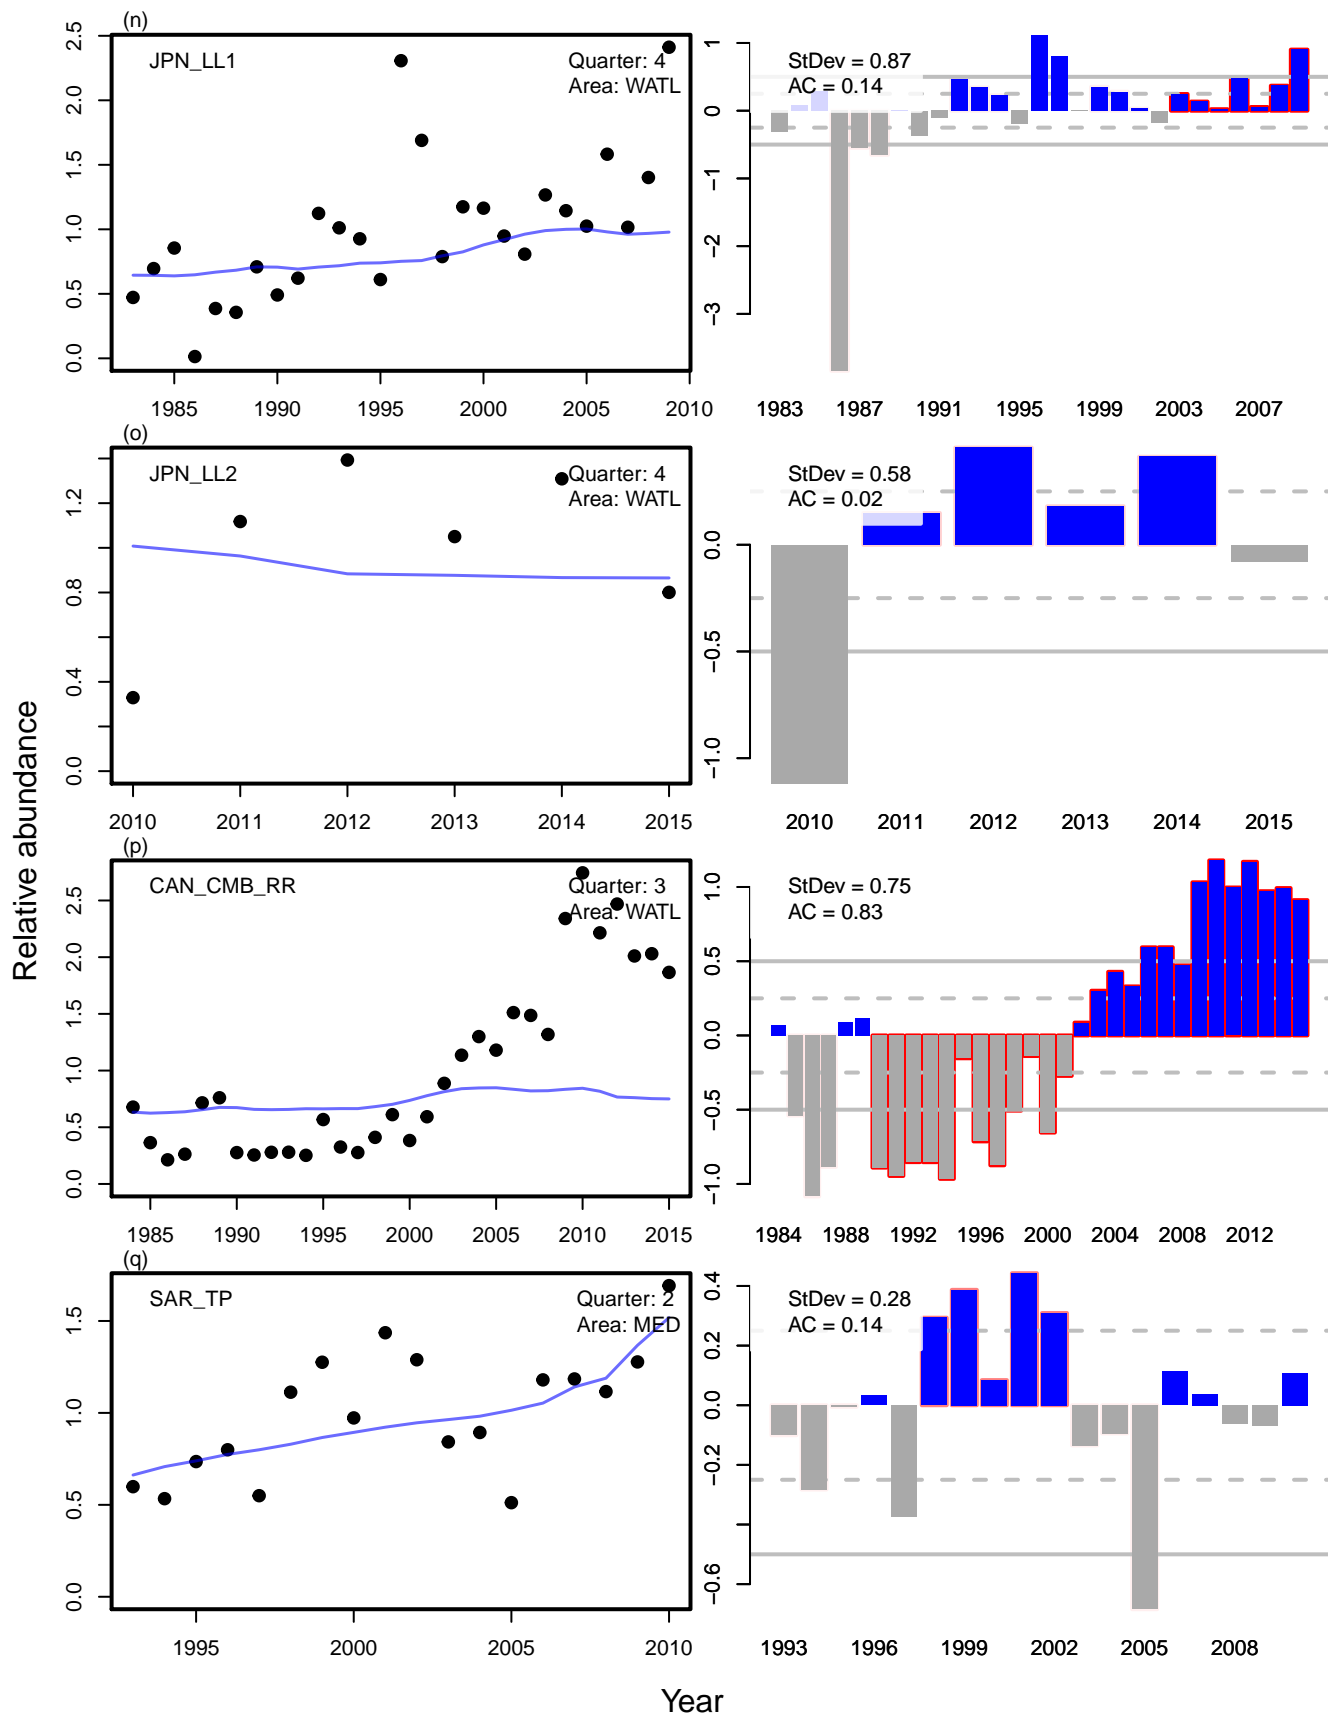 (n)
JPN_LL1
Quarter: 4
Area: WATL
0.0 0.5 1.0 1.5 2.0 2.5
1985 1990 1995 2000 2005 2010
StDev = 0.87
AC = 0.14
−3 −2 −1 0 1
1983 1987 1991 1995 1999 2003 2007
(o)
JPN_LL2
Quarter: 4
Area: WATL
0.0 0.4 0.8 1.2
2010 2011 2012 2013 2014 2015
StDev = 0.58
AC = 0.02
−1.0 −0.5 0.0
2010 2011 2012 2013 2014 2015
(p)
CAN_CMB_RR
Quarter: 3
Area: WATL
0.0 0.5 1.0 1.5 2.0 2.5
1985 1990 1995 2000 2005 2010 2015
StDev = 0.75
AC = 0.83
−1.0 −0.5 0.0 0.5 1.0
1984 1988 1992 1996 2000 2004 2008 2012
(q)
SAR_TP
Quarter: 2
Area: MED
0.0 0.5 1.0 1.5
1995 2000 2005 2010
StDev = 0.28
AC = 0.14
−0.6 −0.2 0.0 0.2 0.4
1993 1996 1999 2002 2005 2008
Relative abundance
Year